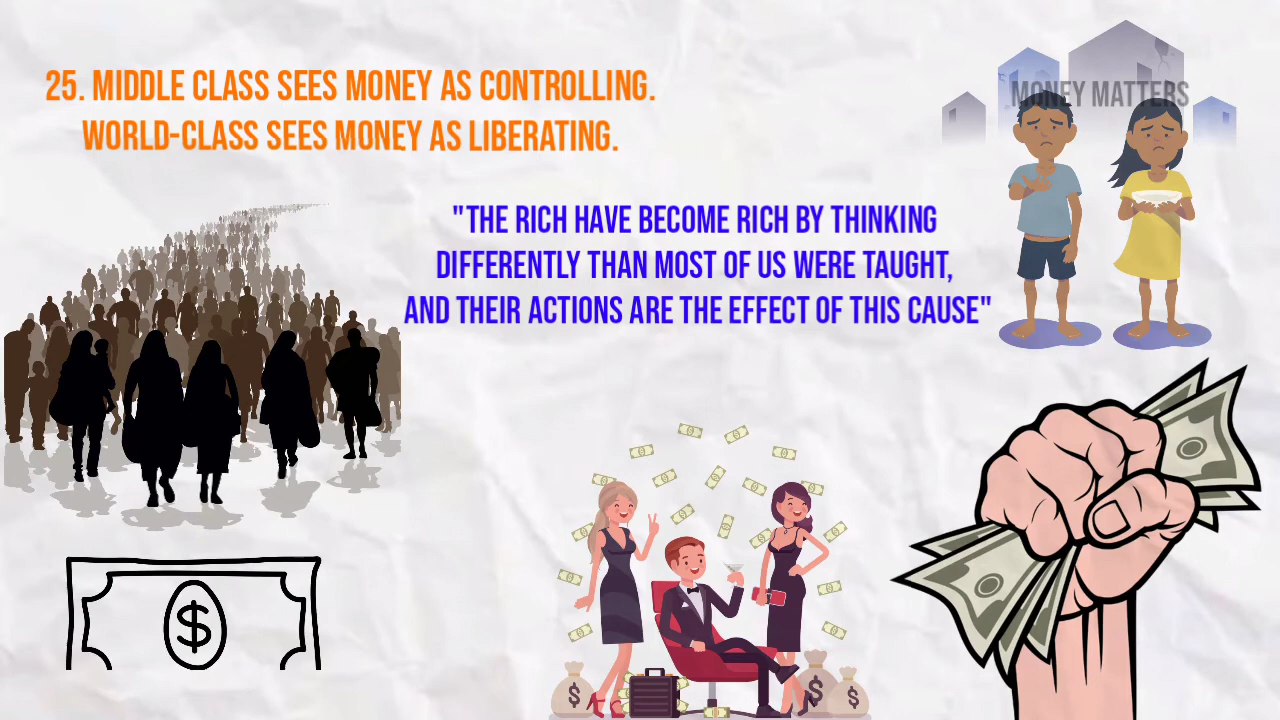 25. MIDDLE CLASS SEES MONEY AS CONTROLLING.
WORLD-CLASS SEES MONEY AS LIBERATING.
MONEY MATTERS
"THE RICH HAVE BECOME RICH BY THINKING
DIFFERENTLY THAN MOST OF US WERE TAUGHT,
AND THEIR ACTIONS ARE THE EFFECT OF THIS CAUSE"
$
$
$ $